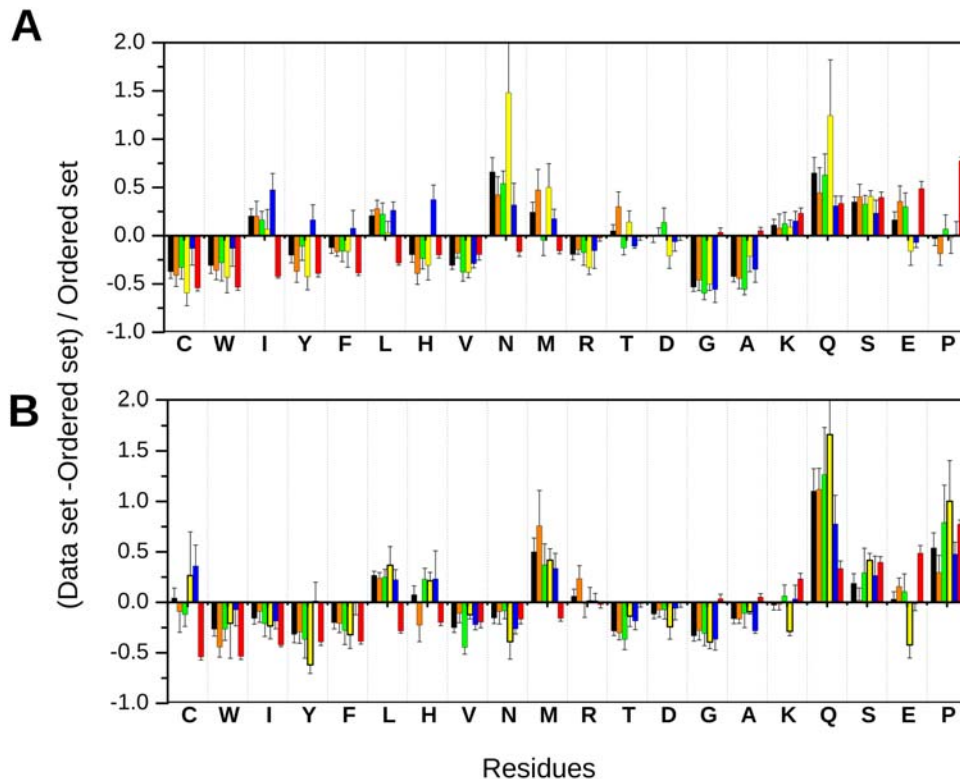 A
2.0
1.5
1.0
0.5
0.0
-0.5
-1.0
C W I Y F L H V N M R T D G A K Q S E P
(Data set -Ordered set) / Ordered set
B
2.0
1.5
1.0
0.5
0.0
-0.5
-1.0
C W I Y F L H V N M R T D G A K Q S E P
Residues